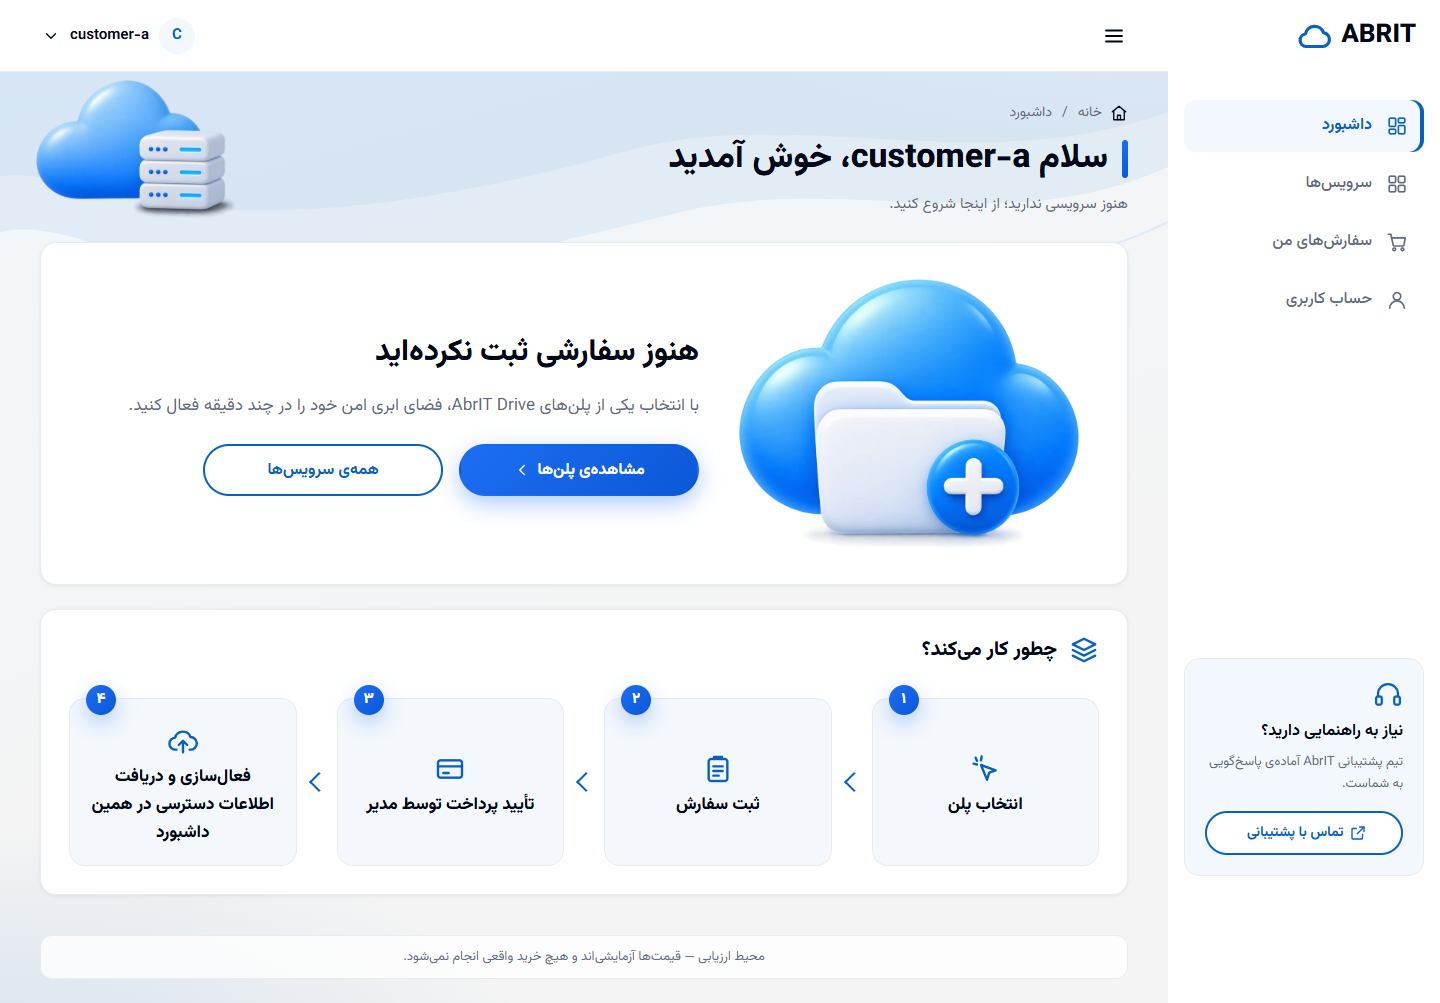 ABRIT
customer-a
C
داشبورد
سرویس‌ها
سفارش‌های من
حساب کاربری
نیاز به راهنمایی دارید؟
تیم پشتیبانی AbrIT آماده‌ی پاسخ‌گویی
به شماست.
تماس با پشتیبانی
خانه / داشبورد
سلام customer-a، خوش آمدید
هنوز سرویسی ندارید؛ از اینجا شروع کنید.
هنوز سفارشی ثبت نکرده‌اید
با انتخاب یکی از پلن‌های AbrIT Drive، فضای ابری امن خود را در چند دقیقه فعال کنید.
مشاهده‌ی پلن‌ها
همه‌ی سرویس‌ها
چطور کار می‌کند؟
۱
انتخاب پلن
۲
ثبت سفارش
۳
تأیید پرداخت توسط مدیر
۴
فعال‌سازی و دریافت
اطلاعات دسترسی در همین
داشبورد
محیط ارزیابی — قیمت‌ها آزمایشی‌اند و هیچ خرید واقعی انجام نمی‌شود.